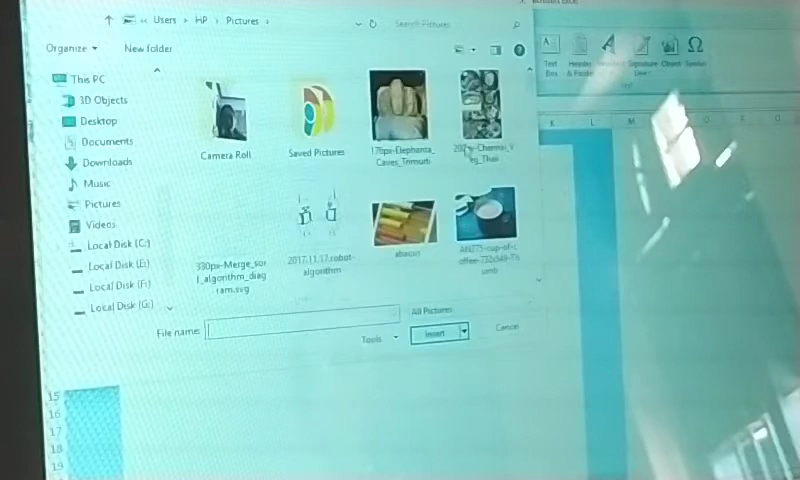 « Users › HP › Pictures ›
Search Pictures
Organize
New folder
Text Box
Header & Footer
Signature Line
Object
Symbol
This PC
3D Objects
Desktop
Documents
Downloads
Music
Pictures
Videos
Local Disk (C:)
Local Disk (E:)
Local Disk (F:)
Local Disk (G:)
Camera Roll
Saved Pictures
175px-Elephanta_
Caves_Trimurti
330px-Merge_sor
t_algorithm_diag
ram.svg
2017.11.17.robot-
algorithm
abacus
File name:
All Pictures
Tools
Insert
Cancel
K L M
15
16
17
18
19